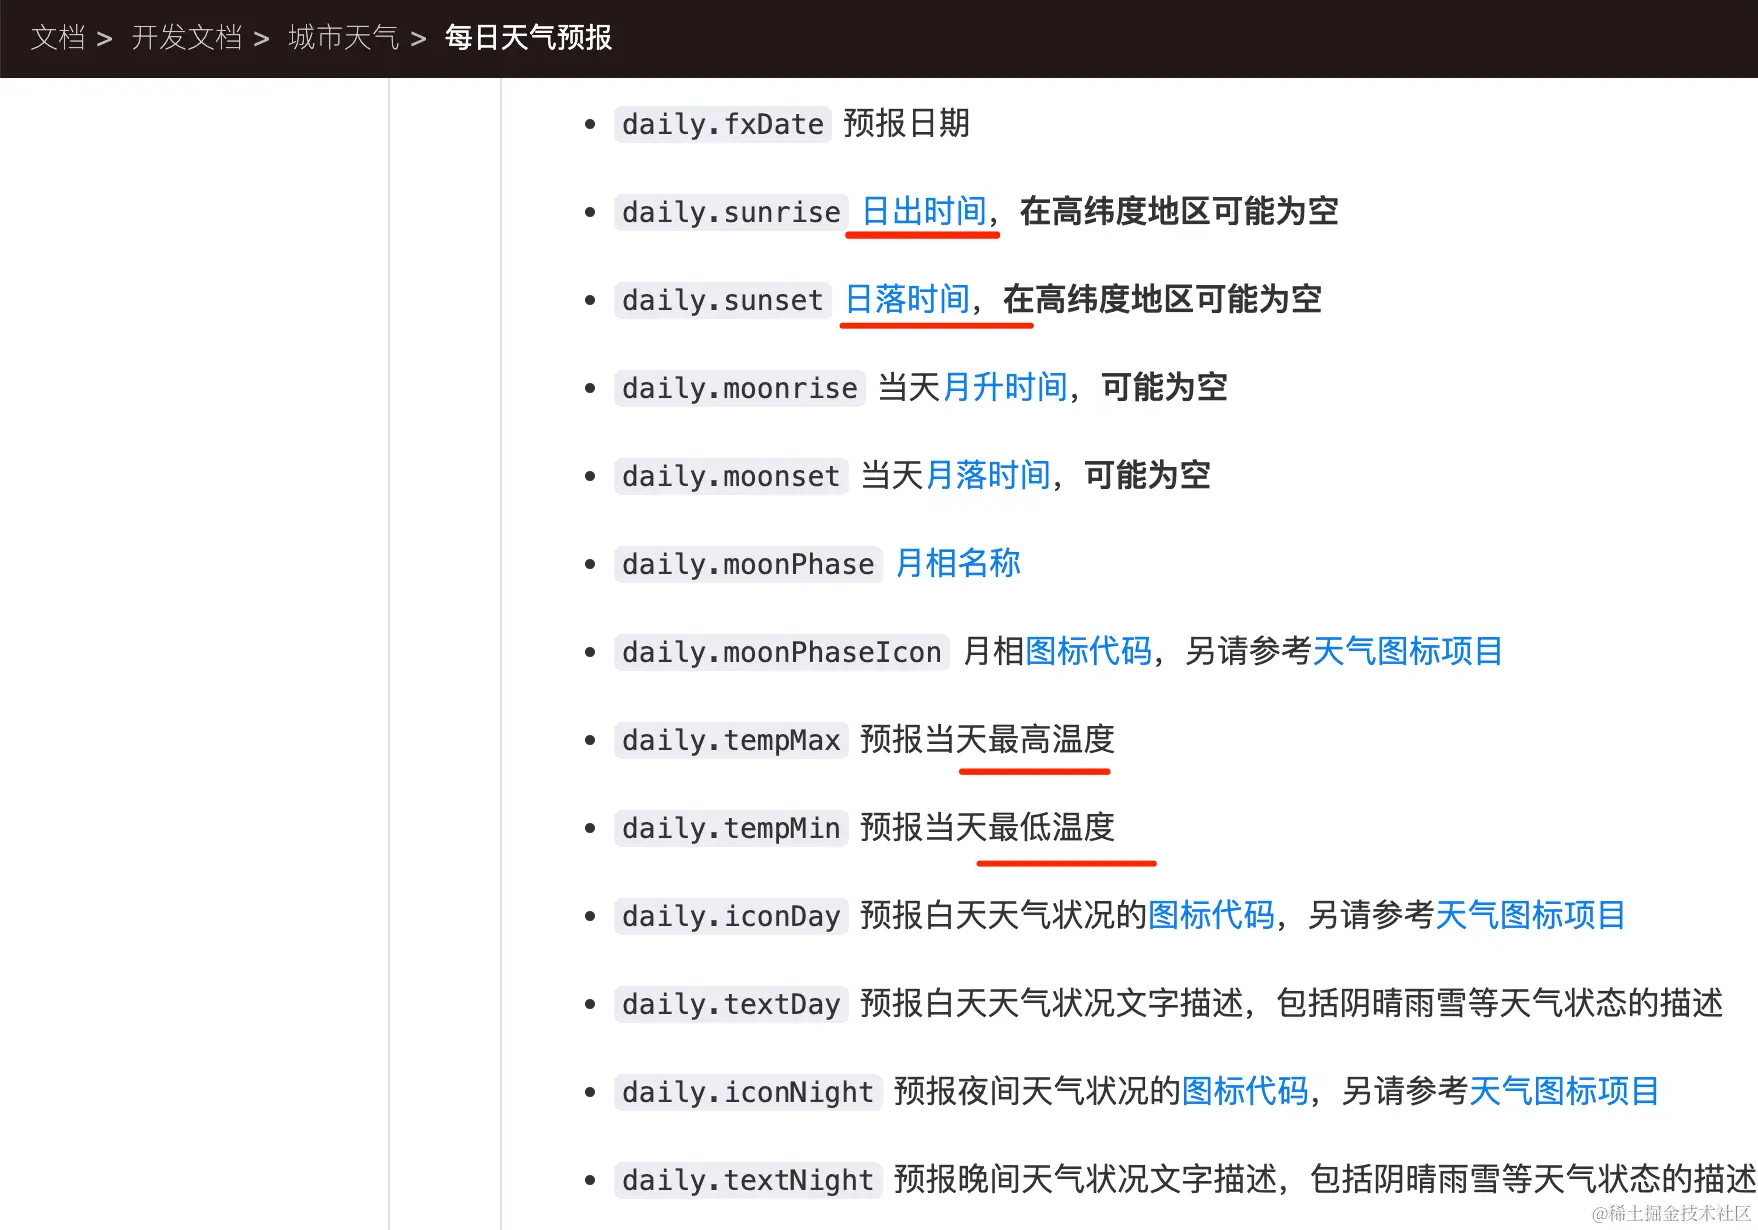 文档 > 开发文档 > 城市天气 > 每日天气预报
• daily.fxDate 预报日期
• daily.sunrise 日出时间，在高纬度地区可能为空
• daily.sunset 日落时间，在高纬度地区可能为空
• daily.moonrise 当天月升时间，可能为空
• daily.moonset 当天月落时间，可能为空
• daily.moonPhase 月相名称
• daily.moonPhaseIcon 月相图标代码，另请参考天气图标项目
• daily.tempMax 预报当天最高温度
• daily.tempMin 预报当天最低温度
• daily.iconDay 预报白天天气状况的图标代码，另请参考天气图标项目
• daily.textDay 预报白天天气状况文字描述，包括阴晴雨雪等天气状态的描述
• daily.iconNight 预报夜间天气状况的图标代码，另请参考天气图标项目
• daily.textNight 预报晚间天气状况文字描述，包括阴晴雨雪等天气状态的描述
@稀土掘金技术社区